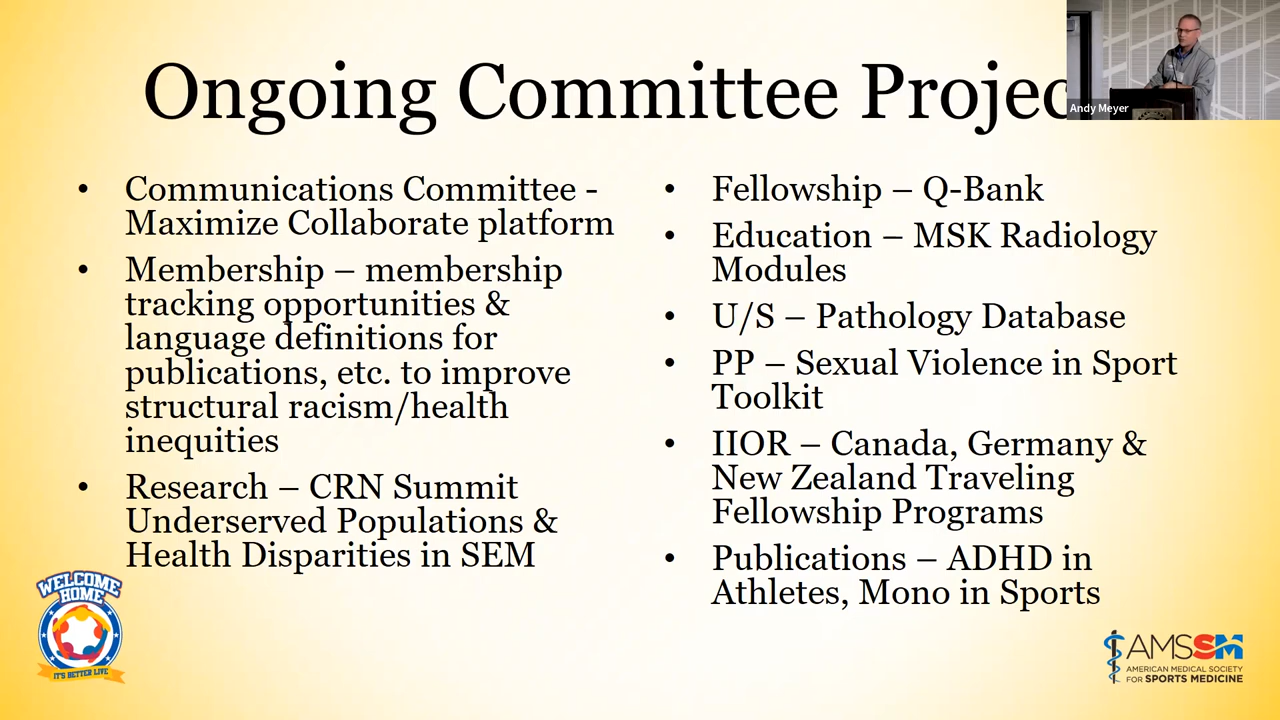 Ongoing Committee Projec
Andy Meyer
• Communications Committee -
Maximize Collaborate platform
• Membership – membership
tracking opportunities &
language definitions for
publications, etc. to improve
structural racism/health
inequities
• Research – CRN Summit
Underserved Populations &
Health Disparities in SEM
• Fellowship – Q-Bank
• Education – MSK Radiology
Modules
• U/S – Pathology Database
• PP – Sexual Violence in Sport
Toolkit
• IIOR – Canada, Germany &
New Zealand Traveling
Fellowship Programs
• Publications – ADHD in
Athletes, Mono in Sports
WELCOME
HOME
IT'S BETTER LIVE
AMSSM
AMERICAN MEDICAL SOCIETY
FOR SPORTS MEDICINE